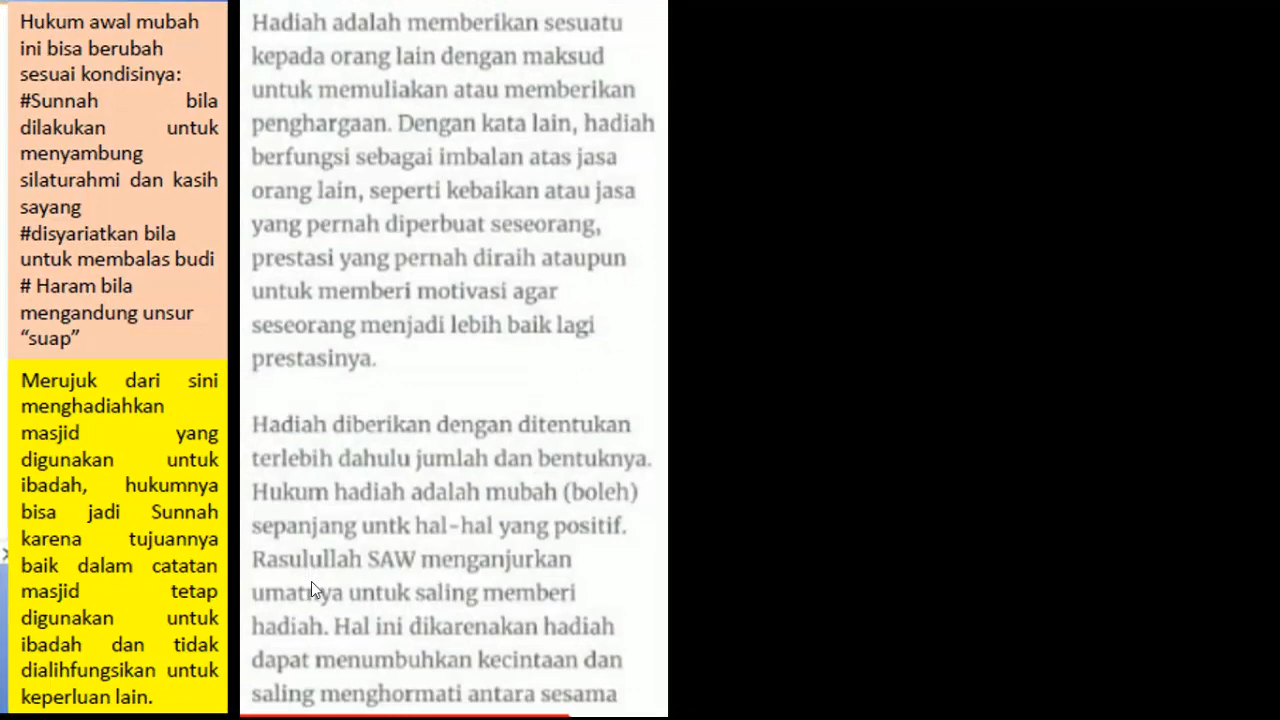 Hukum awal mubah
ini bisa berubah
sesuai kondisinya:
#Sunnah bila
dilakukan untuk
menyambung
silaturahmi dan kasih
sayang
#disyariatkan bila
untuk membalas budi
# Haram bila
mengandung unsur
“suap”
Merujuk dari sini
menghadiahkan
masjid yang
digunakan untuk
ibadah, hukumnya
bisa jadi Sunnah
karena tujuannya
baik dalam catatan
masjid tetap
digunakan untuk
ibadah dan tidak
dialihfungsikan untuk
keperluan lain.
Hadiah adalah memberikan sesuatu
kepada orang lain dengan maksud
untuk memuliakan atau memberikan
penghargaan. Dengan kata lain, hadiah
berfungsi sebagai imbalan atas jasa
orang lain, seperti kebaikan atau jasa
yang pernah diperbuat seseorang,
prestasi yang pernah diraih ataupun
untuk memberi motivasi agar
seseorang menjadi lebih baik lagi
prestasinya.
Hadiah diberikan dengan ditentukan
terlebih dahulu jumlah dan bentuknya.
Hukum hadiah adalah mubah (boleh)
sepanjang untk hal-hal yang positif.
Rasulullah SAW menganjurkan
umatnya untuk saling memberi
hadiah. Hal ini dikarenakan hadiah
dapat menumbuhkan kecintaan dan
saling menghormati antara sesama